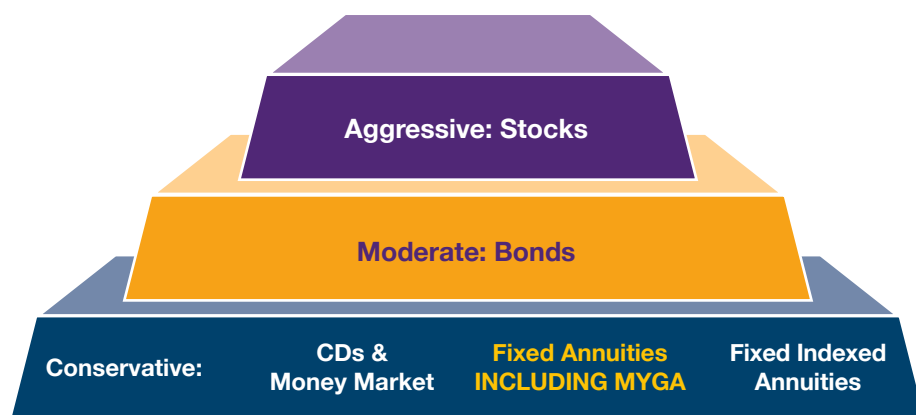 Aggressive: Stocks
Moderate: Bonds
Conservative:
CDs &
Money Market
Fixed Annuities
INCLUDING MYGA
Fixed Indexed
Annuities